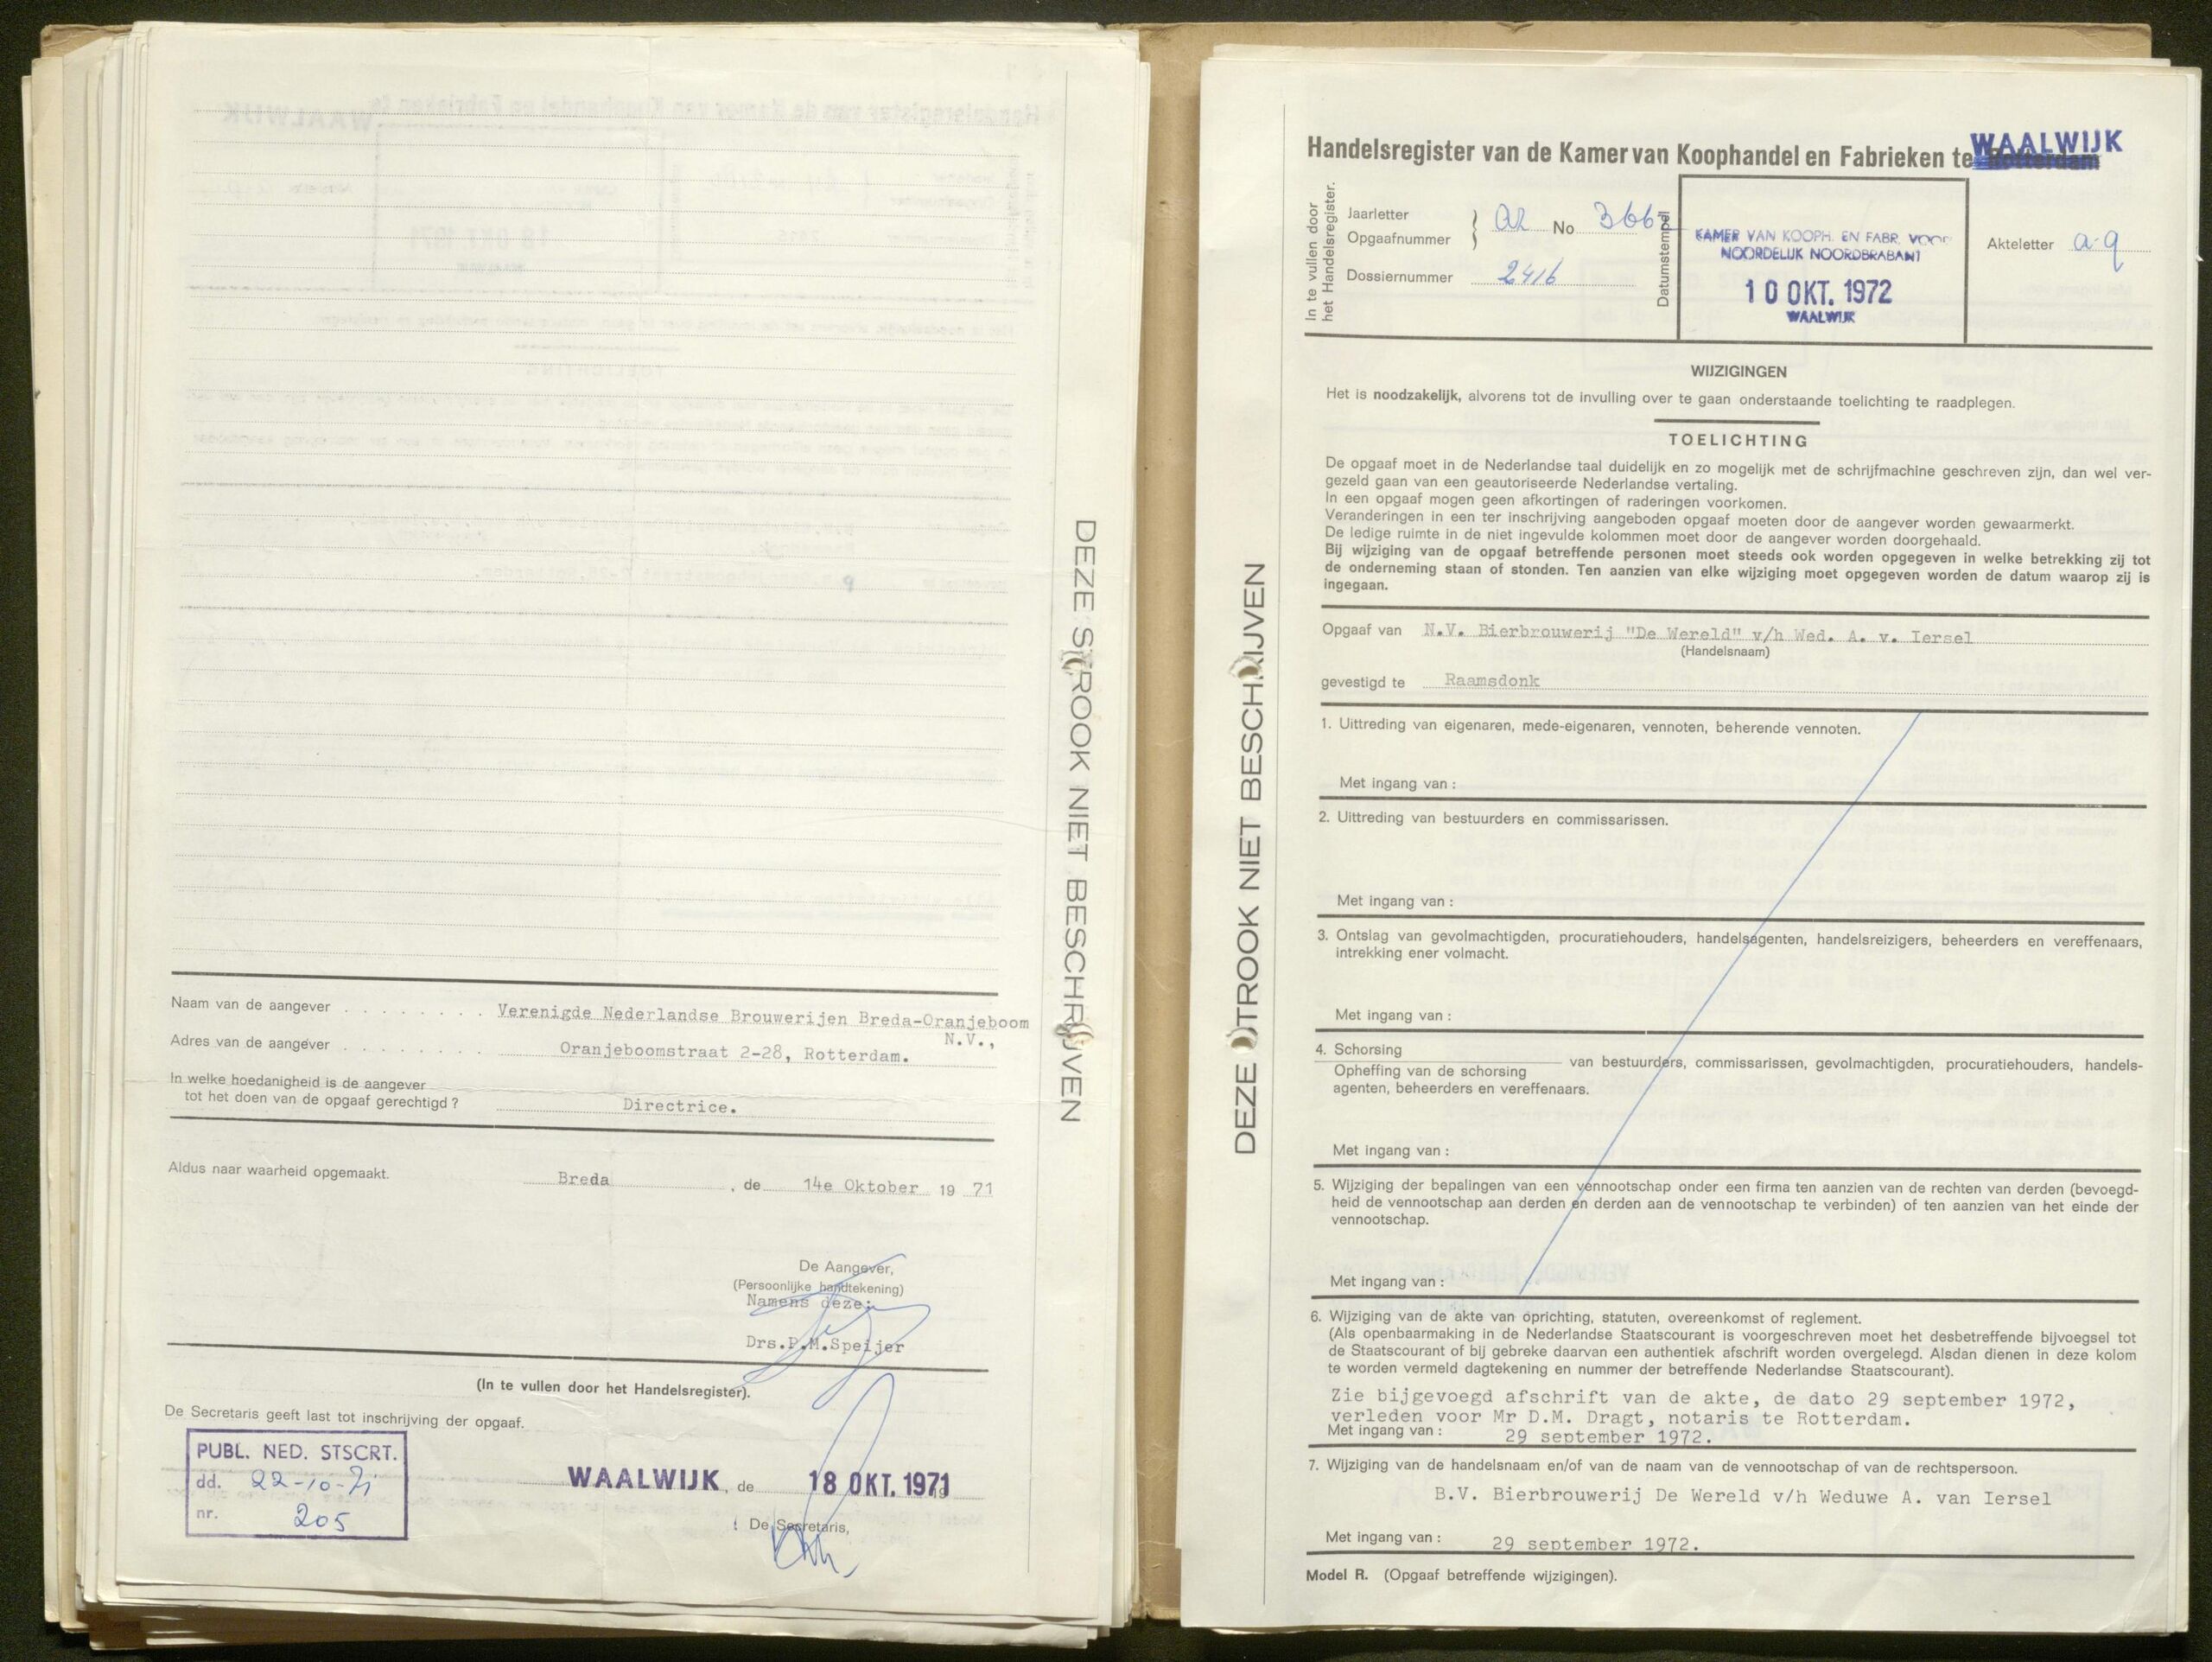 Naam van de aangever . . . . . . . . Verenigde Nederlandse Brouwerijen Breda-Oranjeboom
N.V.,
Adres van de aangever . . . . . . . . Oranjeboomstraat 2-28, Rotterdam.
In welke hoedanigheid is de aangever
tot het doen van de opgaaf gerechtigd ? Directrice.
Aldus naar waarheid opgemaakt. Breda , de 14e Oktober 19 71
De Aangever,
(Persoonlijke handtekening)
Namens deze:
Drs.P.M.Speijer
(In te vullen door het Handelsregister).
De Secretaris geeft last tot inschrijving der opgaaf.
PUBL. NED. STSCRT.
dd. 22-10-71
nr. 205
WAALWIJK, de 18 OKT. 1971
De Secretaris,
DEZE STROOK NIET BESCHRIJVEN
DEZE STROOK NIET BESCHRIJVEN
Handelsregister van de Kamer van Koophandel en Fabrieken te Rotterdam
WAALWIJK
In te vullen door
het Handelsregister.
Jaarletter
Opgaafnummer
No 366
Dossiernummer 2416
Datumstempel
KAMER VAN KOOPH. EN FABR. VOOR
NOORDELIJK NOORDBRABANT
10 OKT. 1972
WAALWIJK
Akteletter a-q
WIJZIGINGEN
Het is noodzakelijk, alvorens tot de invulling over te gaan onderstaande toelichting te raadplegen.
TOELICHTING
De opgaaf moet in de Nederlandse taal duidelijk en zo mogelijk met de schrijfmachine geschreven zijn, dan wel ver-
gezeld gaan van een geautoriseerde Nederlandse vertaling.
In een opgaaf mogen geen afkortingen of raderingen voorkomen.
Veranderingen in een ter inschrijving aangeboden opgaaf moeten door de aangever worden gewaarmerkt.
De ledige ruimte in de niet ingevulde kolommen moet door de aangever worden doorgehaald.
Bij wijziging van de opgaaf betreffende personen moet steeds ook worden opgegeven in welke betrekking zij tot
de onderneming staan of stonden. Ten aanzien van elke wijziging moet opgegeven worden de datum waarop zij is
ingegaan.
Opgaaf van N.V. Bierbrouwerij "De Wereld" v/h Wed. A. v. Iersel
(Handelsnaam)
gevestigd te Raamsdonk
1. Uittreding van eigenaren, mede-eigenaren, vennoten, beherende vennoten.
Met ingang van :
2. Uittreding van bestuurders en commissarissen.
Met ingang van :
3. Ontslag van gevolmachtigden, procuratiehouders, handelsagenten, handelsreizigers, beheerders en vereffenaars,
intrekking ener volmacht.
Met ingang van :
4. Schorsing
Opheffing van de schorsing van bestuurders, commissarissen, gevolmachtigden, procuratiehouders, handels-
agenten, beheerders en vereffenaars.
Met ingang van :
5. Wijziging der bepalingen van een vennootschap onder een firma ten aanzien van de rechten van derden (bevoegd-
heid de vennootschap aan derden en derden aan de vennootschap te verbinden) of ten aanzien van het einde der
vennootschap.
Met ingang van :
6. Wijziging van de akte van oprichting, statuten, overeenkomst of reglement.
(Als openbaarmaking in de Nederlandse Staatscourant is voorgeschreven moet het desbetreffende bijvoegsel tot
de Staatscourant of bij gebreke daarvan een authentiek afschrift worden overgelegd. Alsdan dienen in deze kolom
te worden vermeld dagtekening en nummer der betreffende Nederlandse Staatscourant).
Zie bijgevoegd afschrift van de akte, de dato 29 september 1972,
verleden voor Mr D.M. Dragt, notaris te Rotterdam.
Met ingang van : 29 september 1972.
7. Wijziging van de handelsnaam en/of van de naam van de vennootschap of van de rechtspersoon.
B.V. Bierbrouwerij De Wereld v/h Weduwe A. van Iersel
Met ingang van : 29 september 1972.
Model R. (Opgaaf betreffende wijzigingen).